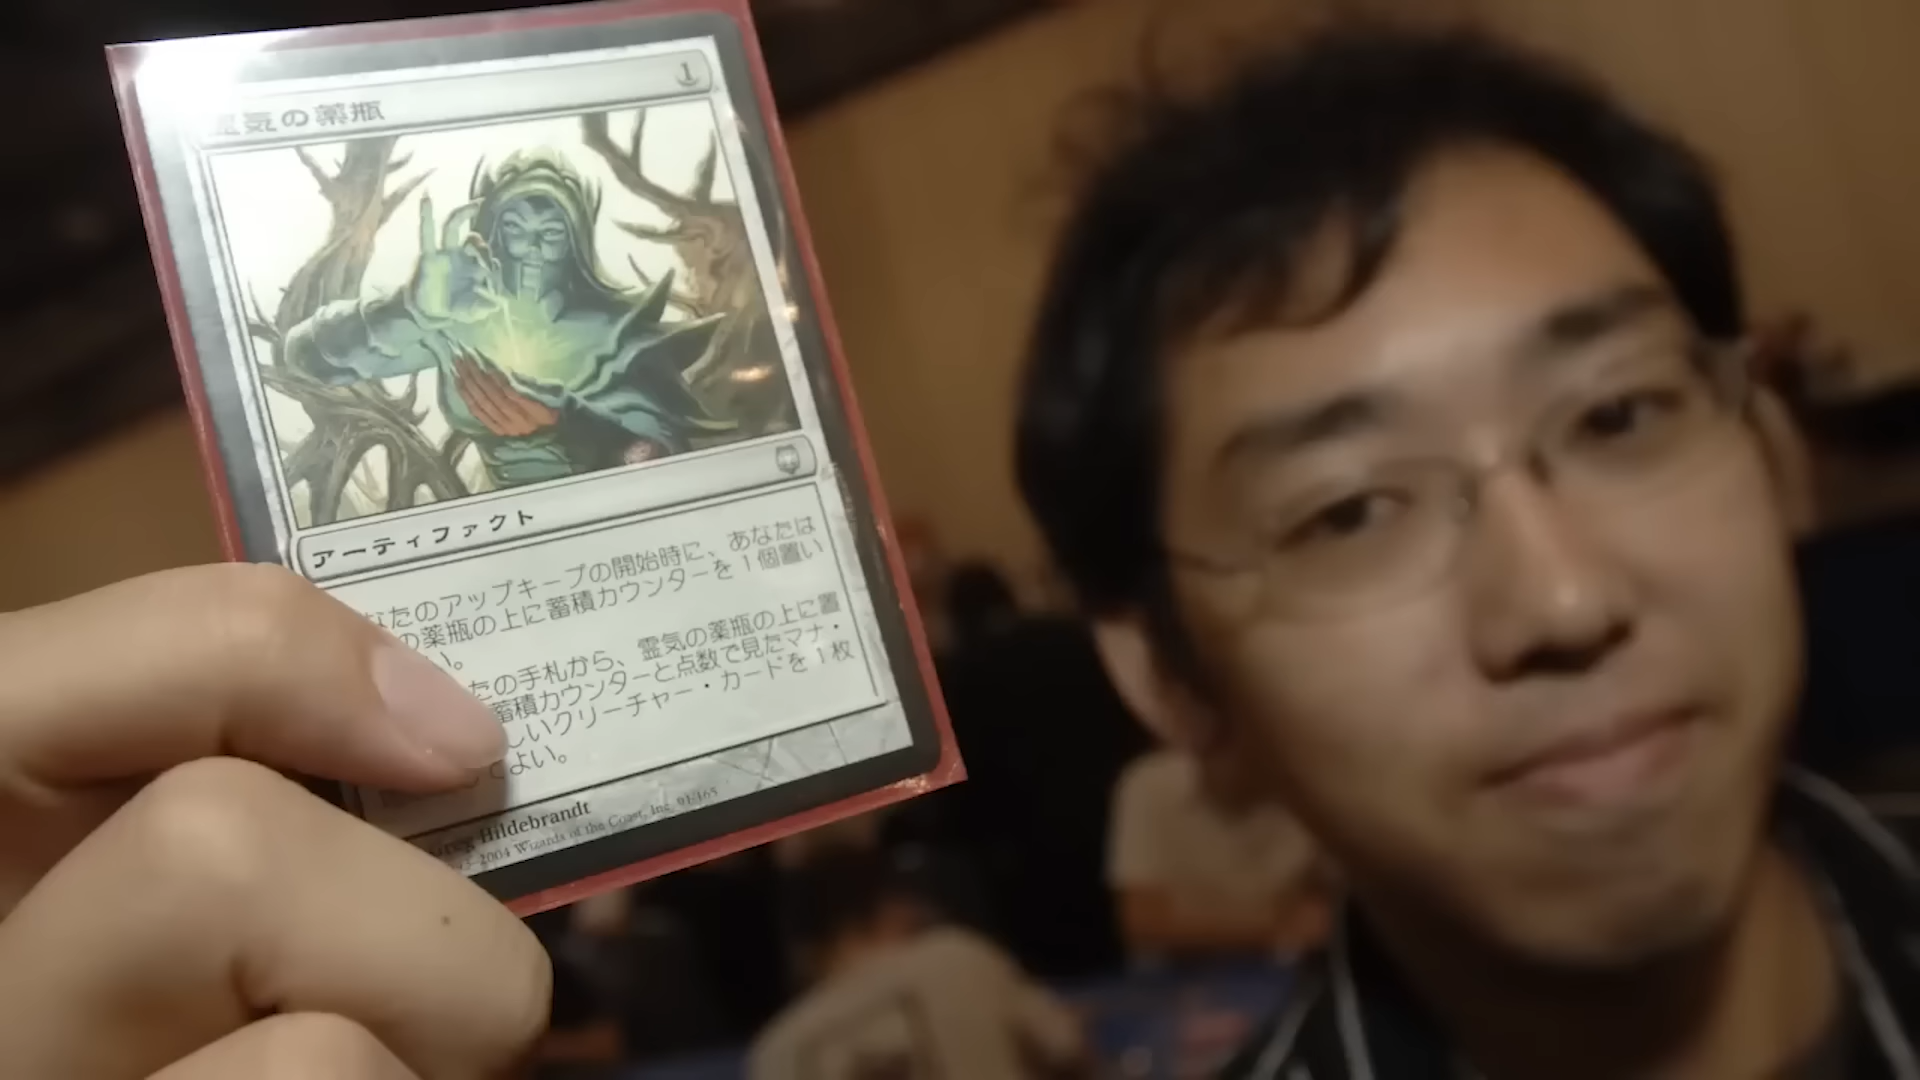 霊気の薬瓶
1
アーティファクト
なたのアップキープの開始時に、あなたは
の薬瓶の上に蓄積カウンターを1個置い
い。
たの手札から、霊気の薬瓶の上に置
蓄積カウンターと点数で見たマナ・
しいクリーチャー・カードを1枚
てよい。
Greg Hildebrandt
93-2004 Wizards of the Coast, Inc. 91/165